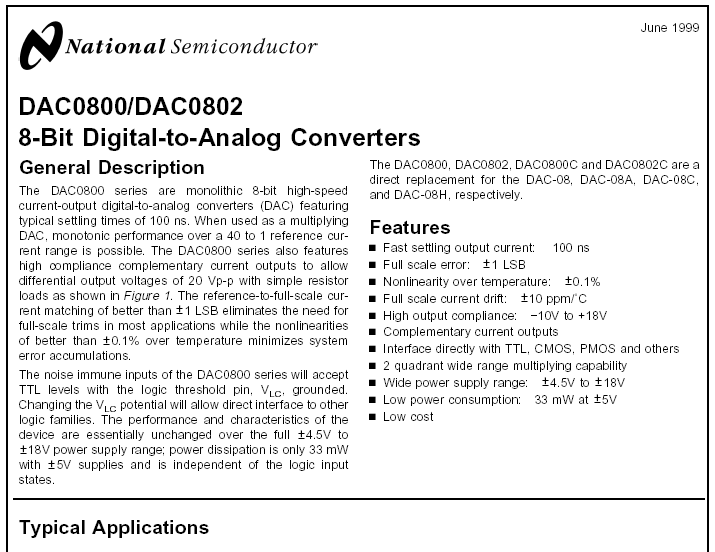 National Semiconductor
June 1999
DAC0800/DAC0802
8-Bit Digital-to-Analog Converters
General Description
The DAC0800 series are monolithic 8-bit high-speed
current-output digital-to-analog converters (DAC) featuring
typical settling times of 100 ns. When used as a multiplying
DAC, monotonic performance over a 40 to 1 reference cur-
rent range is possible. The DAC0800 series also features
high compliance complementary current outputs to allow
differential output voltages of 20 Vp-p with simple resistor
loads as shown in Figure 1. The reference-to-full-scale cur-
rent matching of better than ±1 LSB eliminates the need for
full-scale trims in most applications while the nonlinearities
of better than ±0.1% over temperature minimizes system
error accumulations.
The noise immune inputs of the DAC0800 series will accept
TTL levels with the logic threshold pin, VLC, grounded.
Changing the VLC potential will allow direct interface to other
logic families. The performance and characteristics of the
device are essentially unchanged over the full ±4.5V to
±18V power supply range; power dissipation is only 33 mW
with ±5V supplies and is independent of the logic input
states.
The DAC0800, DAC0802, DAC0800C and DAC0802C are a
direct replacement for the DAC-08, DAC-08A, DAC-08C,
and DAC-08H, respectively.
Features
■ Fast settling output current: 100 ns
■ Full scale error: ±1 LSB
■ Nonlinearity over temperature: ±0.1%
■ Full scale current drift: ±10 ppm/˚C
■ High output compliance: −10V to +18V
■ Complementary current outputs
■ Interface directly with TTL, CMOS, PMOS and others
■ 2 quadrant wide range multiplying capability
■ Wide power supply range: ±4.5V to ±18V
■ Low power consumption: 33 mW at ±5V
■ Low cost
Typical Applications